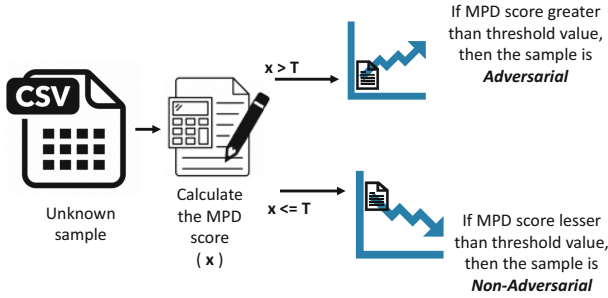 CSV
Unknown
sample
Calculate
the MPD
score
( x )
x > T
x <= T
If MPD score greater
than threshold value,
then the sample is
Adversarial
If MPD score lesser
than threshold value,
then the sample is
Non-Adversarial